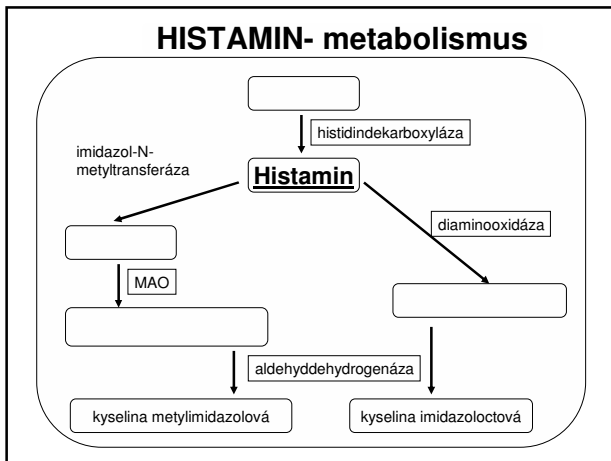 HISTAMIN- metabolismus
histidindekarboxyláza
imidazol-N-
metyltransferáza
Histamin
diaminooxidáza
MAO
aldehyddehydrogenáza
kyselina metylimidazolová
kyselina imidazoloctová